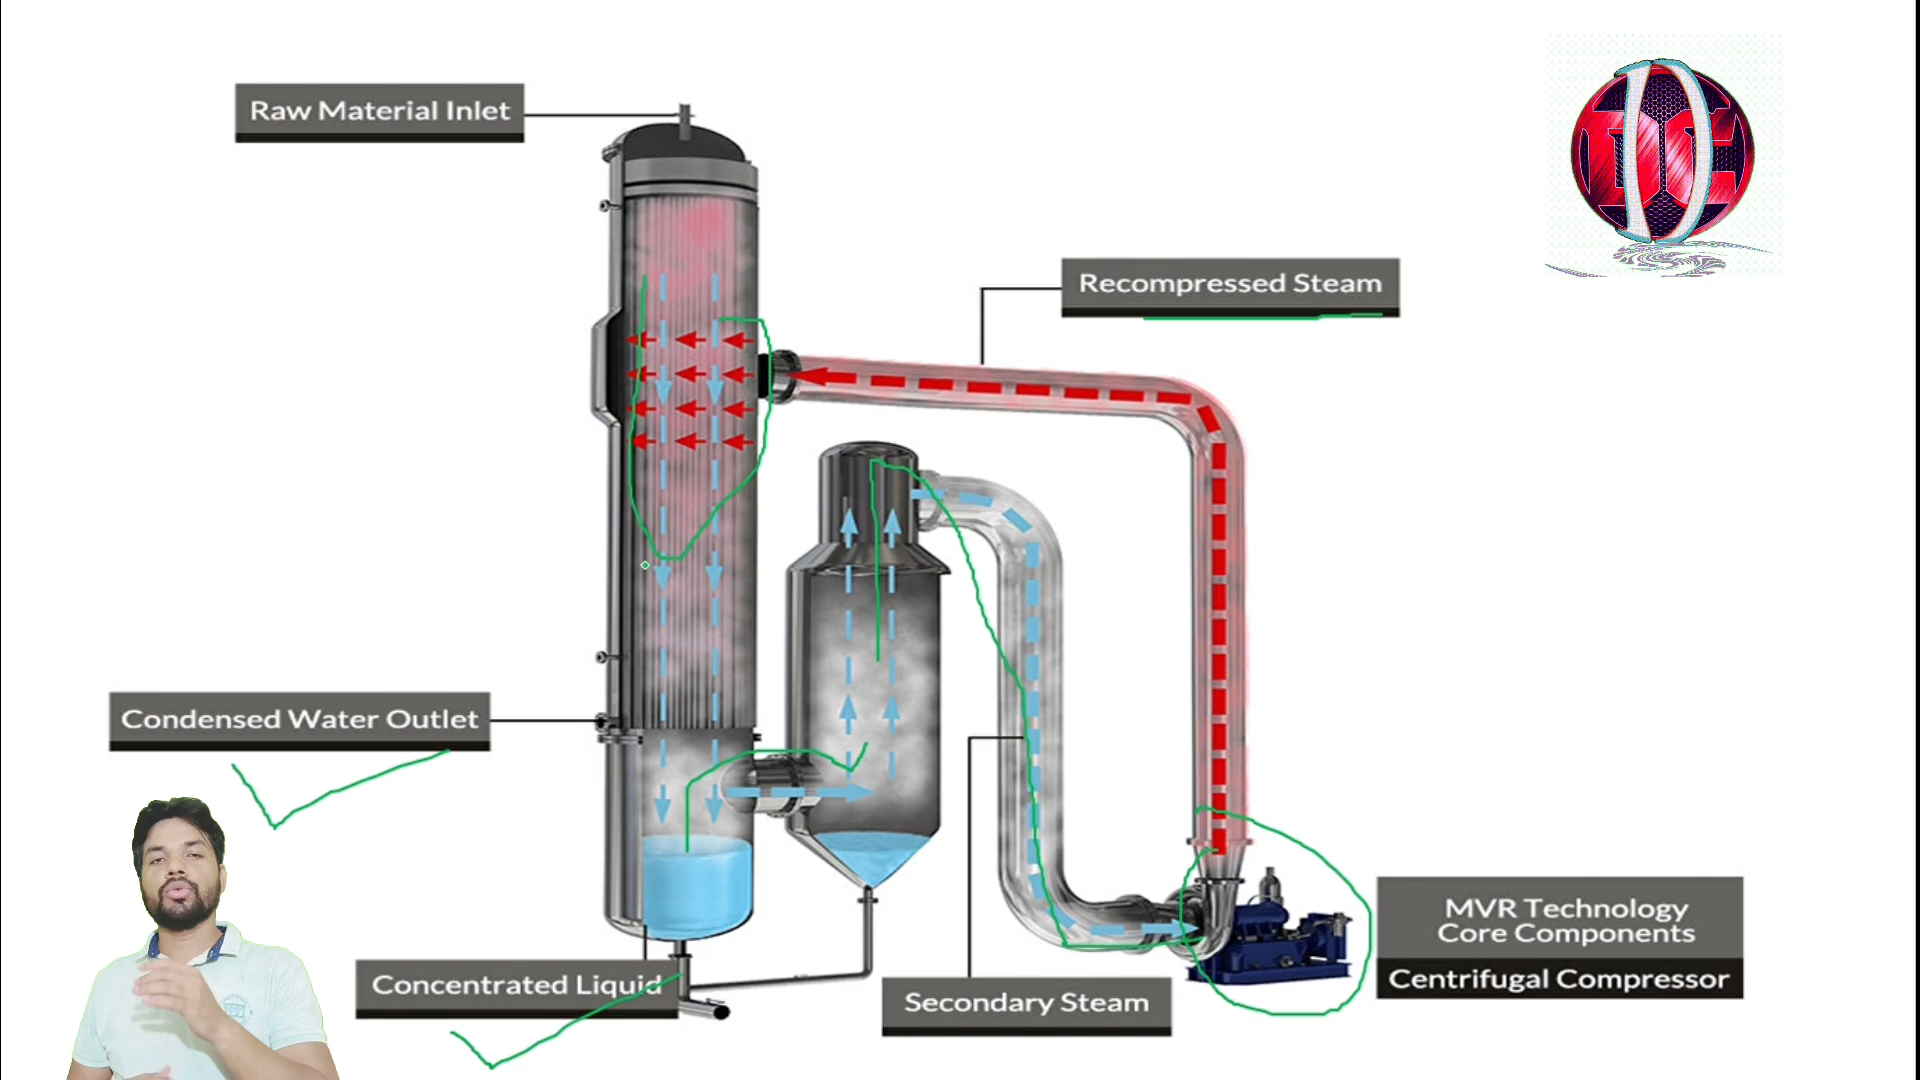 Raw Material Inlet
Recompressed Steam
Condensed Water Outlet
MVR Technology
Core Components
Centrifugal Compressor
Concentrated Liquid
Secondary Steam